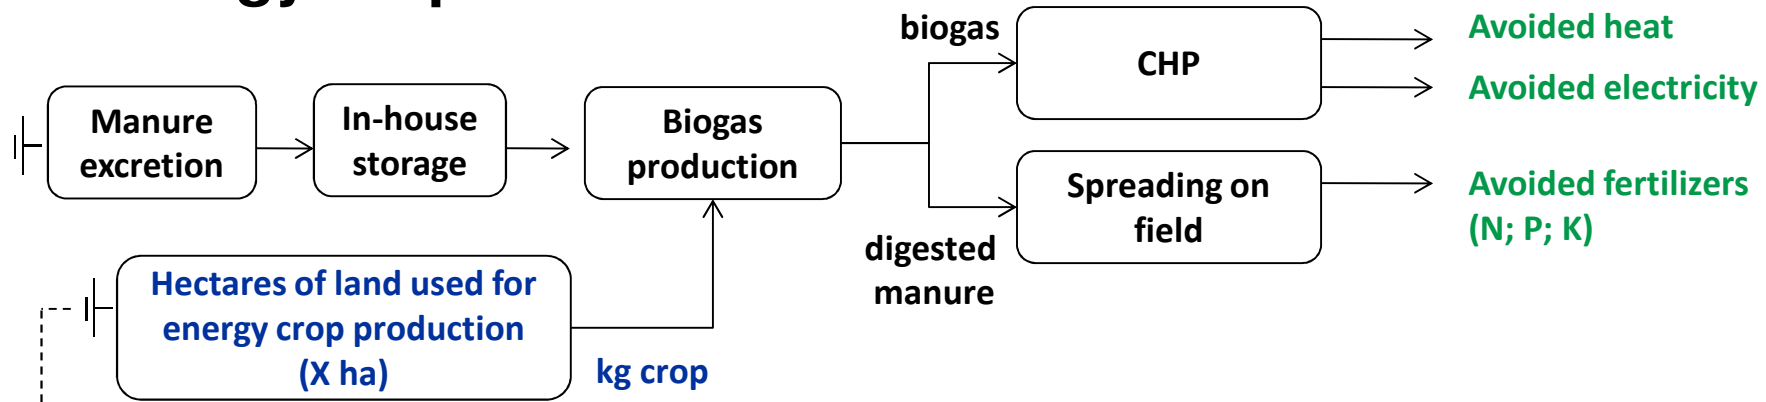 biogas
CHP
Avoided heat
Avoided electricity
Manure
excretion
In-house
storage
Biogas
production
Spreading on
field
Avoided fertilizers
(N; P; K)
digested
manure
Hectares of land used for
energy crop production
(X ha)
kg crop